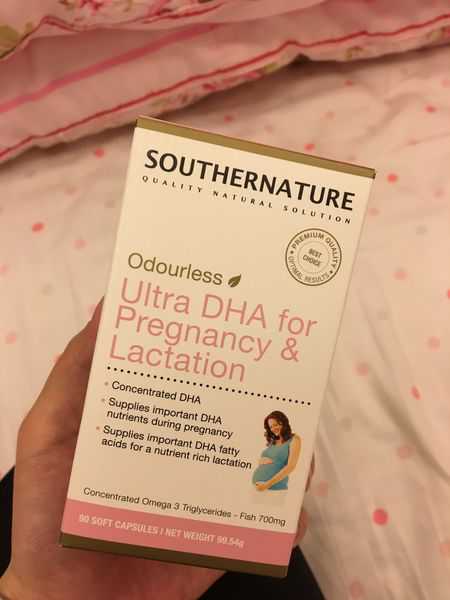 SOUTHERNATURE
QUALITY NATURAL SOLUTION
PREMIUM QUALITY
BEST
CHOICE
OPTIMAL RESULTS
Odourless
Ultra DHA for
Pregnancy &
Lactation
• Concentrated DHA
• Supplies important DHA
nutrients during pregnancy
• Supplies important DHA fatty
acids for a nutrient rich lactation
Concentrated Omega 3 Triglycerides - Fish 700mg
90 SOFT CAPSULES / NET WEIGHT 99.54g